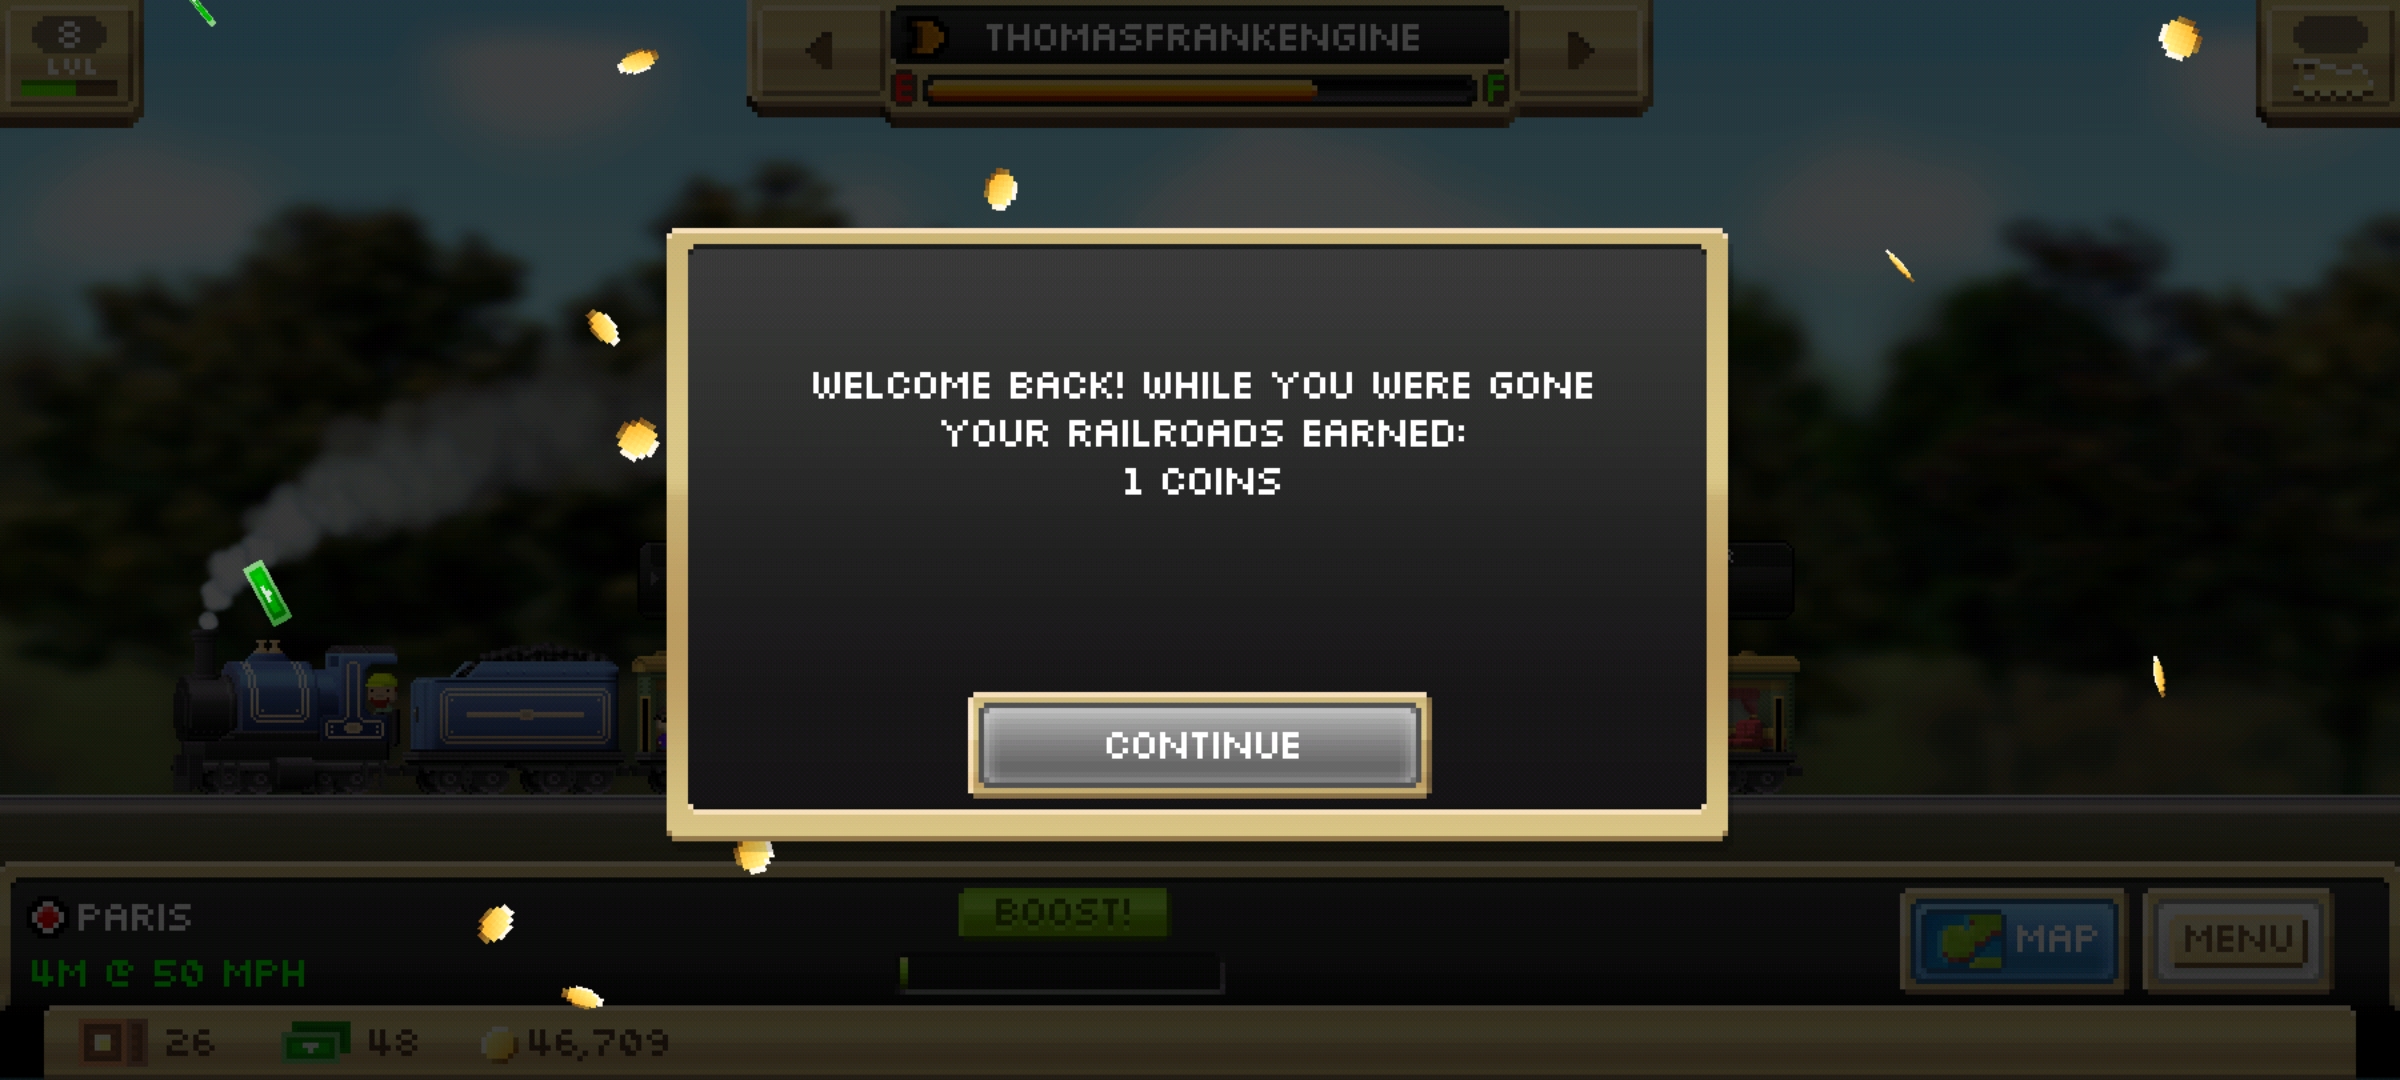 8
LVL
THOMASFRANKENGINE
E F
WELCOME BACK! WHILE YOU WERE GONE
YOUR RAILROADS EARNED:
1 COINS
CONTINUE
PARIS
4M @ 50 MPH
BOOST!
MAP
MENU
26 48 46,709